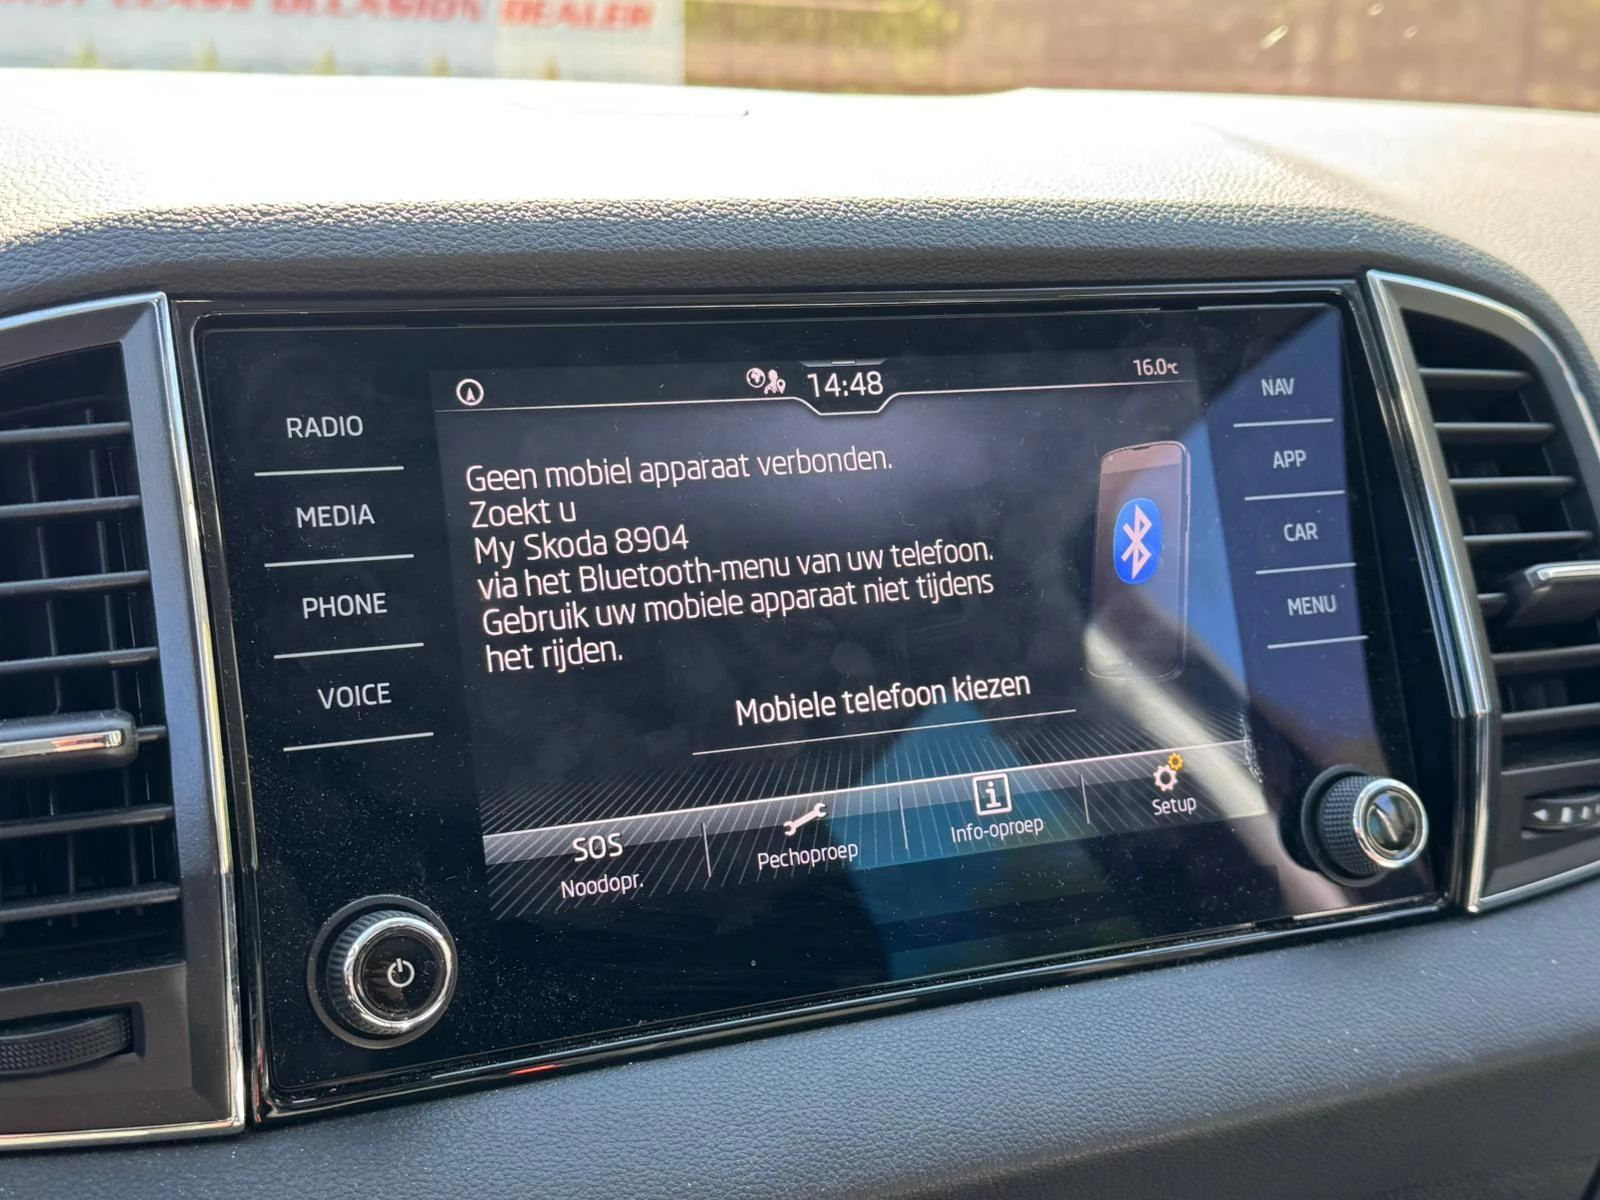 OCCASION DEALER
14:48
16.0°C
RADIO
MEDIA
PHONE
VOICE
Geen mobiel apparaat verbonden.
Zoekt u
My Skoda 8904
via het Bluetooth-menu van uw telefoon.
Gebruik uw mobiele apparaat niet tijdens
het rijden.
Mobiele telefoon kiezen
SOS
Noodopr.
Pechoproep
i
Info-oproep
Setup
NAV
APP
CAR
MENU